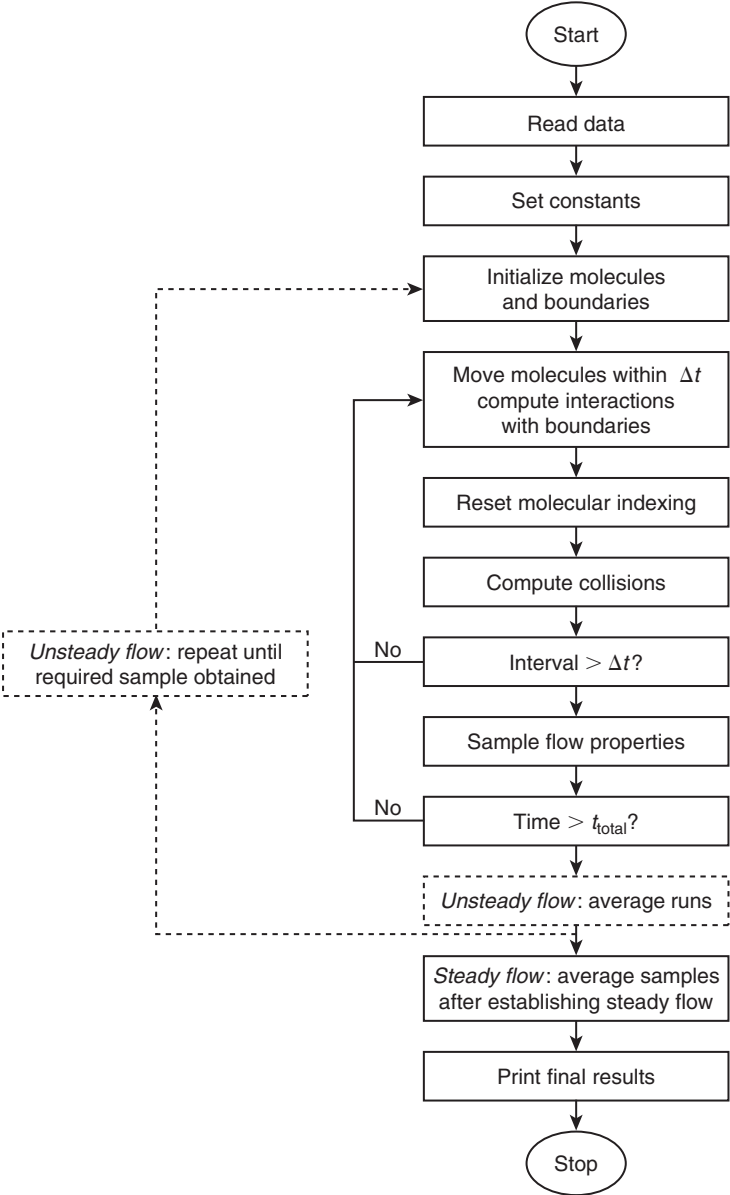 Start
Read data
Set constants
Initialize molecules
and boundaries
Move molecules within Δt
compute interactions
with boundaries
Reset molecular indexing
Compute collisions
Unsteady flow: repeat until
required sample obtained
No
Interval > Δt?
Sample flow properties
No
Time > t_total?
Unsteady flow: average runs
Steady flow: average samples
after establishing steady flow
Print final results
Stop